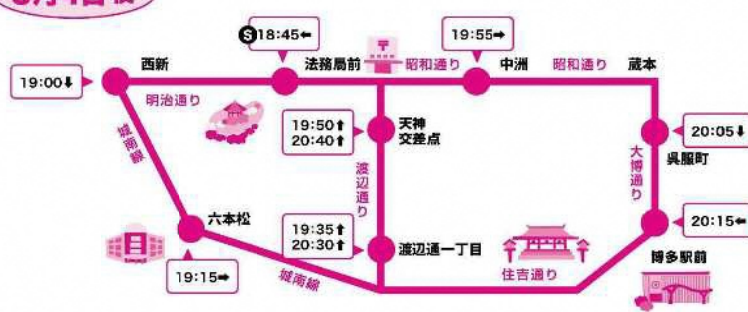 S 18:45←
19:55→
西新
法務局前
〒
昭和通り
中洲
昭和通り
蔵本
19:00↓
明治通り
19:50↑
20:40↑
天神
交差点
20:05↓
呉服町
城南線
渡辺通り
大博通り
六本松
19:35↑
20:30↑
渡辺通一丁目
20:15←
住吉通り
博多駅前
19:15→
城南線